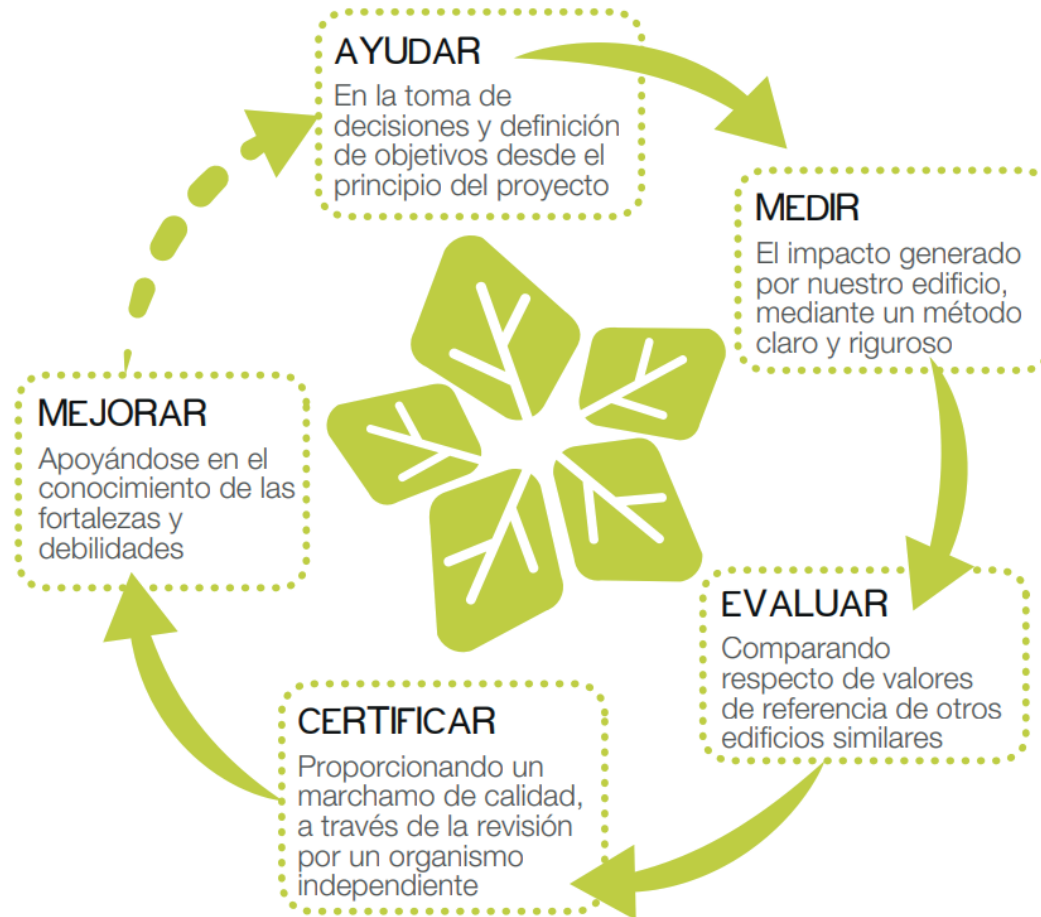 AYUDAR
En la toma de
decisiones y definición
de objetivos desde el
principio del proyecto
MEDIR
El impacto generado
por nuestro edificio,
mediante un método
claro y riguroso
EVALUAR
Comparando
respecto de valores
de referencia de otros
edificios similares
CERTIFICAR
Proporcionando un
marchamo de calidad,
a través de la revisión
por un organismo
independiente
MEJORAR
Apoyándose en el
conocimiento de las
fortalezas y
debilidades